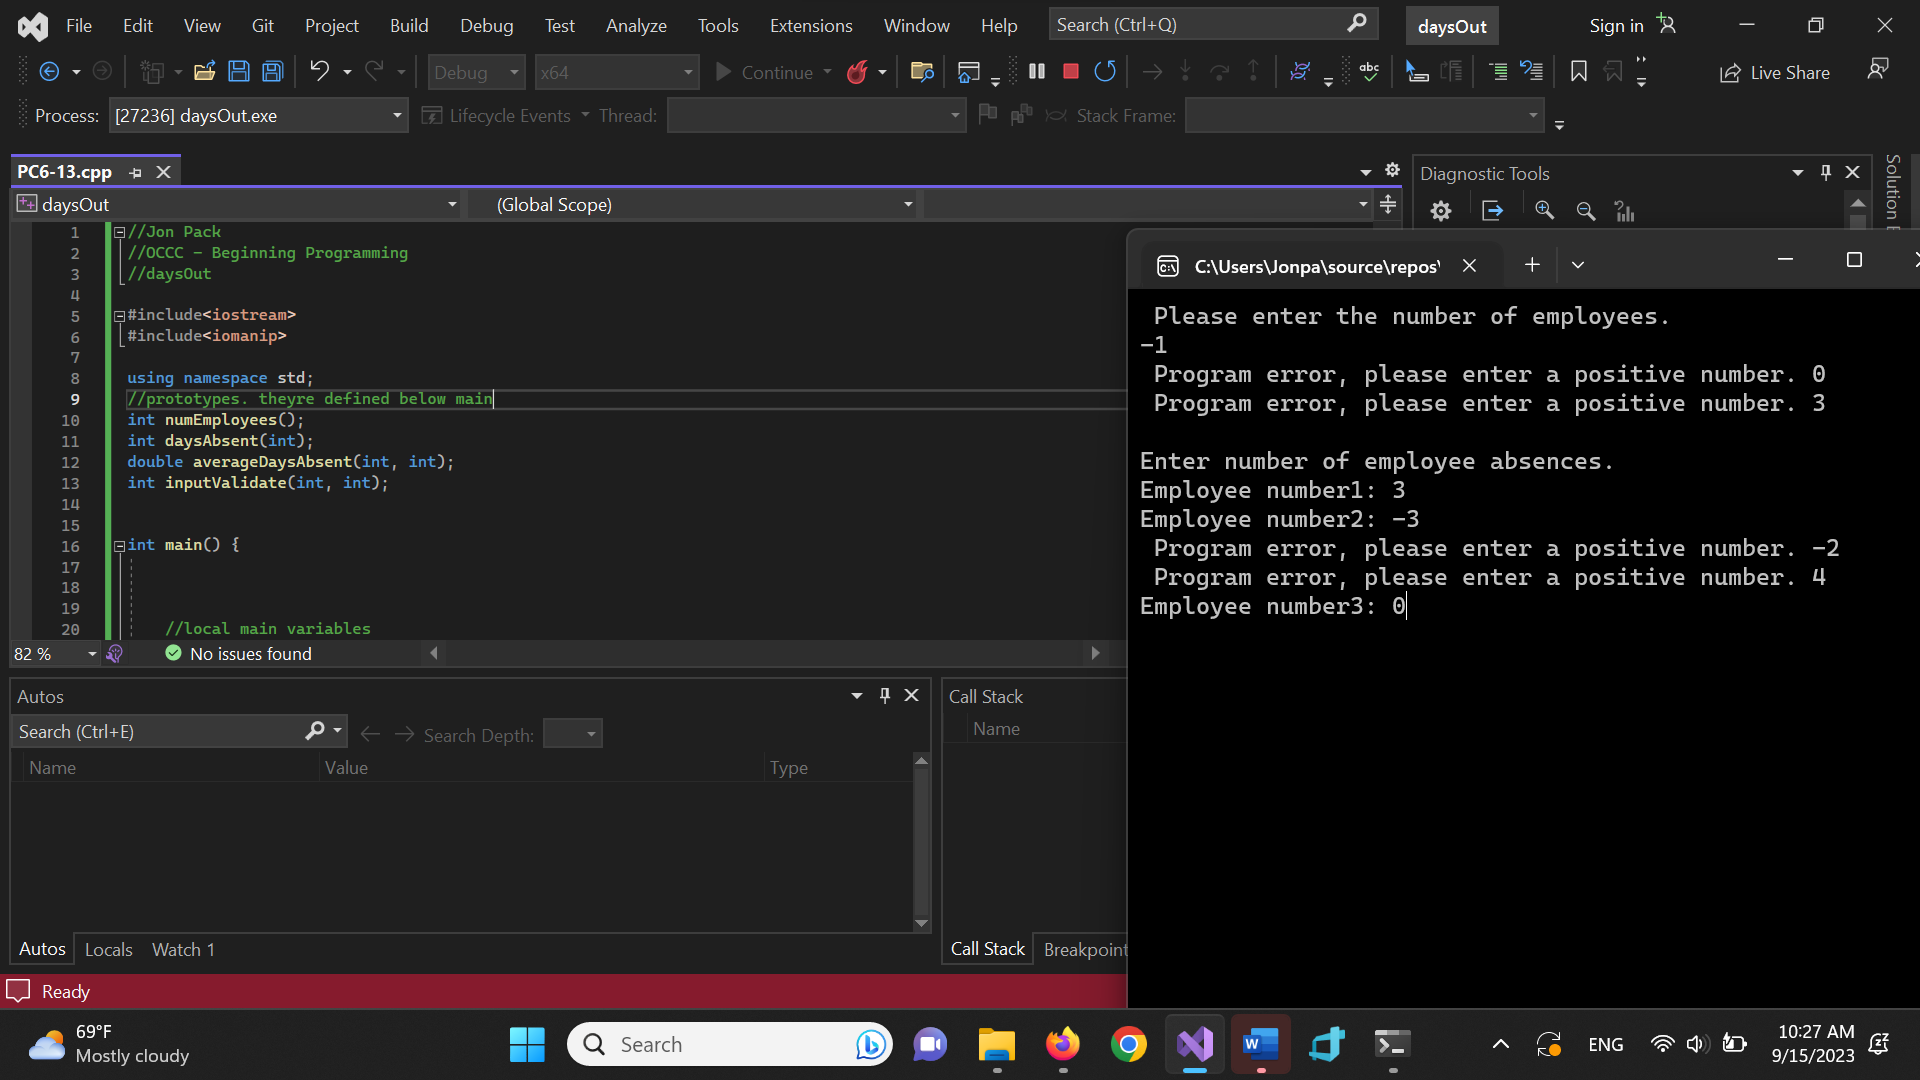 File Edit View Git Project Build Debug Test Analyze Tools Extensions Window Help Search (Ctrl+Q) daysOut Sign in
Debug x64 Continue abc Live Share
Process: [27236] daysOut.exe Lifecycle Events Thread: Stack Frame:
PC6-13.cpp
daysOut (Global Scope)
1 //Jon Pack
2 //OCCC - Beginning Programming
3 //daysOut
4
5 #include<iostream>
6 #include<iomanip>
7
8 using namespace std;
9 //prototypes. theyre defined below main
10 int numEmployees();
11 int daysAbsent(int);
12 double averageDaysAbsent(int, int);
13 int inputValidate(int, int);
14
15
16 int main() {
17
18
19
20 //local main variables
82 % No issues found
Diagnostic Tools
Solution E
C:\Users\Jonpa\source\repos\
Please enter the number of employees.
-1
Program error, please enter a positive number. 0
Program error, please enter a positive number. 3
Enter number of employee absences.
Employee number1: 3
Employee number2: -3
Program error, please enter a positive number. -2
Program error, please enter a positive number. 4
Employee number3: 0
Autos
Search (Ctrl+E) Search Depth:
Name Value Type
Autos Locals Watch 1
Call Stack
Name
Call Stack Breakpoint
Ready
69°F
Mostly cloudy
Search
ENG
10:27 AM
9/15/2023